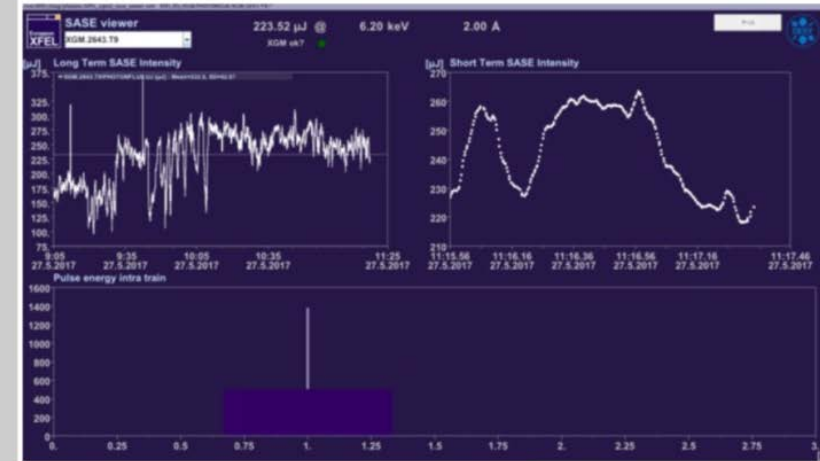 SASE viewer
European
XFEL
XGM.2643.T9
223.52 µJ @ 6.20 keV 2.00 Å
XGM ok?
[µJ] Long Term SASE Intensity
375.
325.
300.
275.
250.
225.
200.
175.
150.
125.
100.
75.
9:05 9:35 10:05 10:35 11:25
27.5.2017 27.5.2017 27.5.2017 27.5.2017 27.5.2017
[µJ] Short Term SASE Intensity
270
260
250
240
230
220
210
11:15.56 11:16.16 11:16.36 11:16.56 11:17.16 11:17.46
27.5.2017 27.5.2017 27.5.2017 27.5.2017 27.5.2017 27.5.2017
Pulse energy intra train
1600
1400
1200
1000
800
600
400
200
0
0. 0.25 0.5 0.75 1. 1.25 1.5 1.75 2. 2.25 2.5 2.75 3.